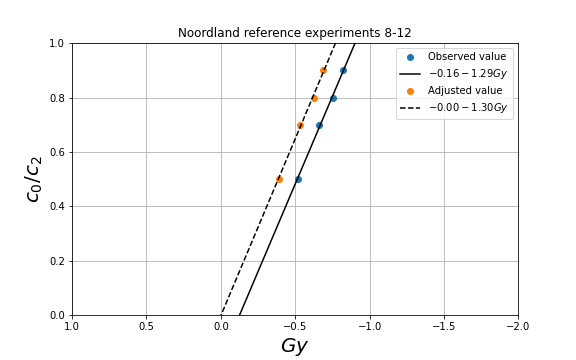 Noordland reference experiments 8-12
1.0
0.8
0.6
0.4
0.2
0.0
c₀/c₂
Observed value
−0.16 − 1.29Gy
Adjusted value
−0.00 − 1.30Gy
1.0 0.5 0.0 −0.5 −1.0 −1.5 −2.0
Gy